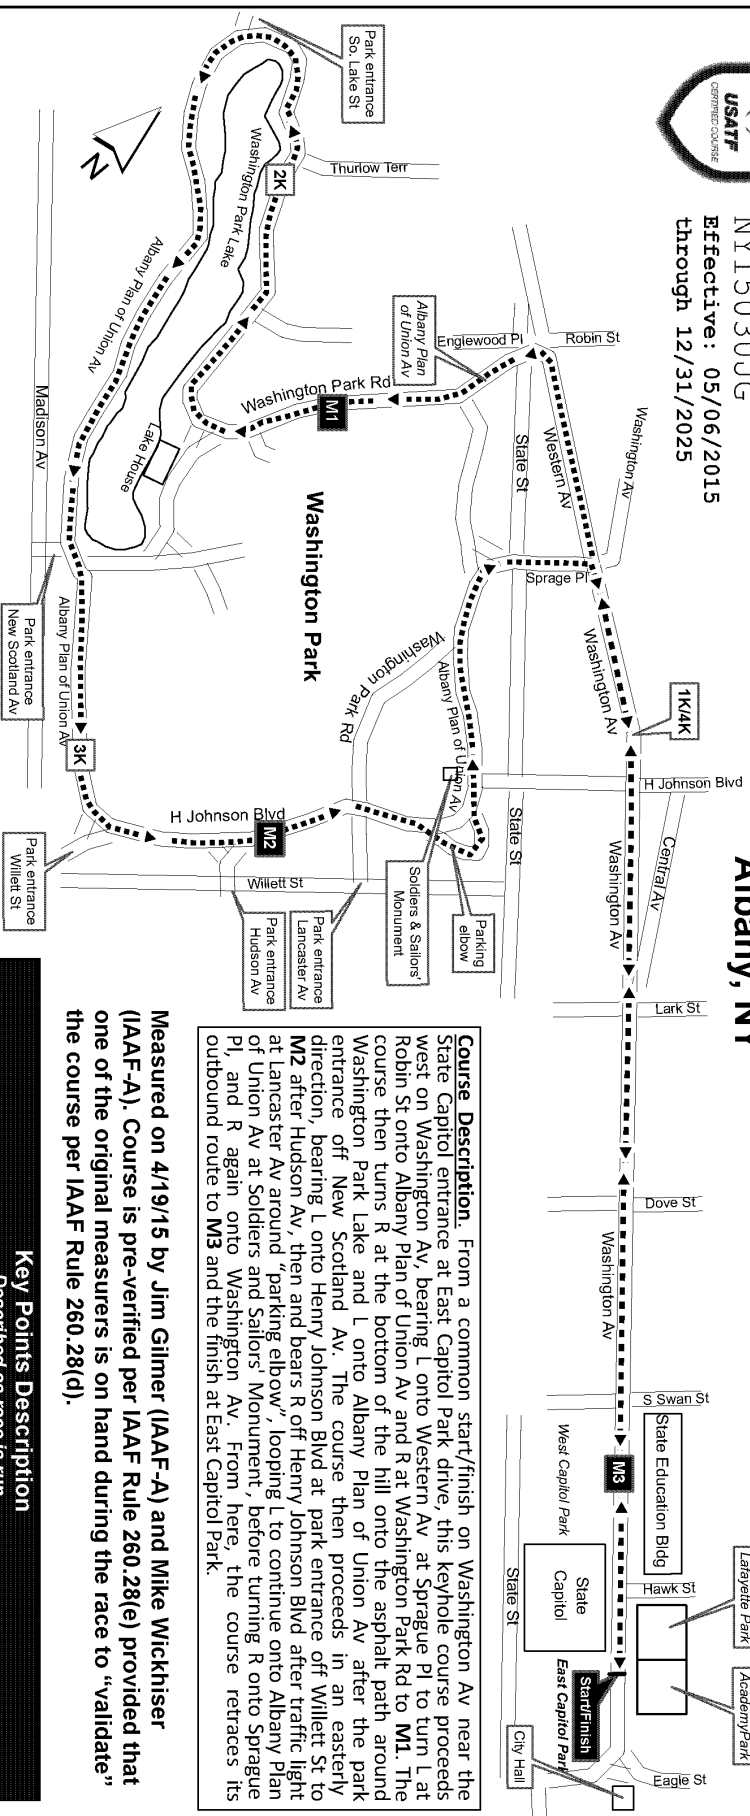 USATF
CERTIFIED COURSE
NY15030JG
Effective: 05/06/2015
through 12/31/2025
Albany, NY
Park entrance
So. Lake St
Thurlow Terr
2K
Washington Park Lake
N
Albany Plan of Union Av
Madison Av
Lake House
Washington Park Rd
M1
Albany Plan
of Union Av
Englewood Pl
Robin St
State St
Western Av
Washington Av
Sprage Pl
Washington Av
1K/4K
Washington Park
Washington Park Rd
Albany Plan of Union Av
Park entrance
New Scotland Av
Albany Plan of Union Av
3K
H Johnson Blvd
M2
Park entrance
Willett St
Willett St
Park entrance
Hudson Av
Park entrance
Lancaster Av
Soldiers & Sailors'
Monument
Parking
elbow
State St
H Johnson Blvd
Central Av
Washington Av
Lark St
Dove St
Washington Av
S Swan St
State Education Bldg
M3
West Capitol Park
Hawk St
State
Capitol
State St
Lafayette Park
AcademyPark
Start/Finish
East Capitol Park
City Hall
Eagle St
Course Description. From a common start/finish on Washington Av near the
State Capitol entrance at East Capitol Park drive, this keyhole course proceeds
west on Washington Av, bearing L onto Western Av at Sprague Pl to turn L at
Robin St onto Albany Plan of Union Av and R at Washington Park Rd to M1. The
course then turns R at the bottom of the hill onto the asphalt path around
Washington Park Lake and L onto Albany Plan of Union Av after the park
entrance off New Scotland Av. The course then proceeds in an easterly
direction, bearing L onto Henry Johnson Blvd at park entrance off Willett St to
M2 after Hudson Av, then and bears R off Henry Johnson Blvd after traffic light
at Lancaster Av around "parking elbow", looping L to continue onto Albany Plan
of Union Av at Soldiers and Sailors' Monument, before turning R onto Sprague
Pl, and R again onto Washington Av. From here, the course retraces its
outbound route to M3 and the finish at East Capitol Park.
Measured on 4/19/15 by Jim Gilmer (IAAF-A) and Mike Wickhiser
(IAAF-A). Course is pre-verified per IAAF Rule 260.28(e) provided that
one of the original measurers is on hand during the race to "validate"
the course per IAAF Rule 260.28(d).
Key Points Description
Described as race is run